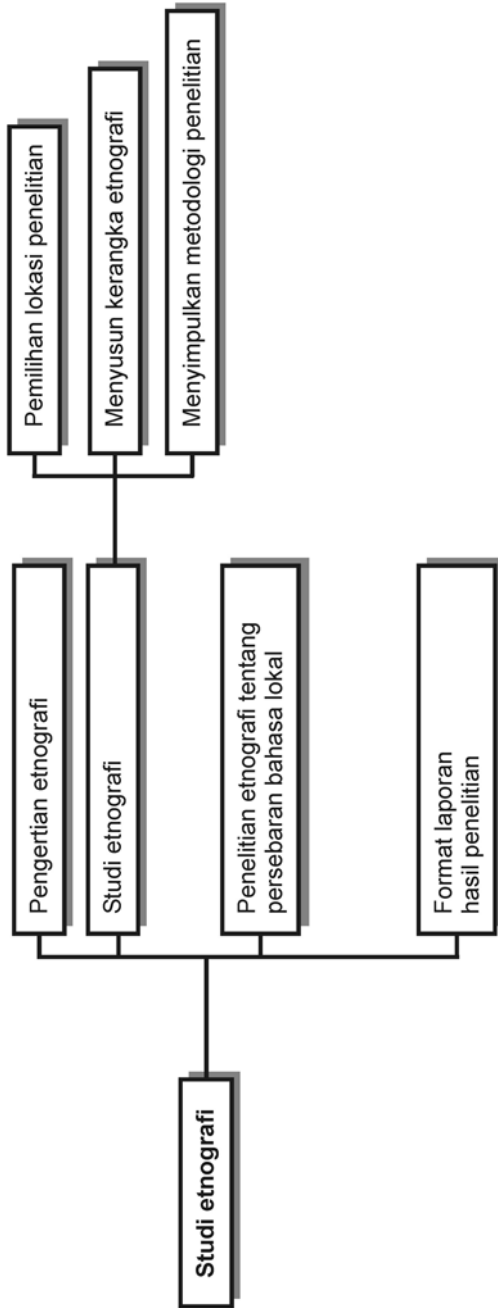 Studi etnografi
Pengertian etnografi
Studi etnografi
Penelitian etnografi tentang
persebaran bahasa lokal
Format laporan
hasil penelitian
Pemilihan lokasi penelitian
Menyusun kerangka etnografi
Menyimpulkan metodologi penelitian